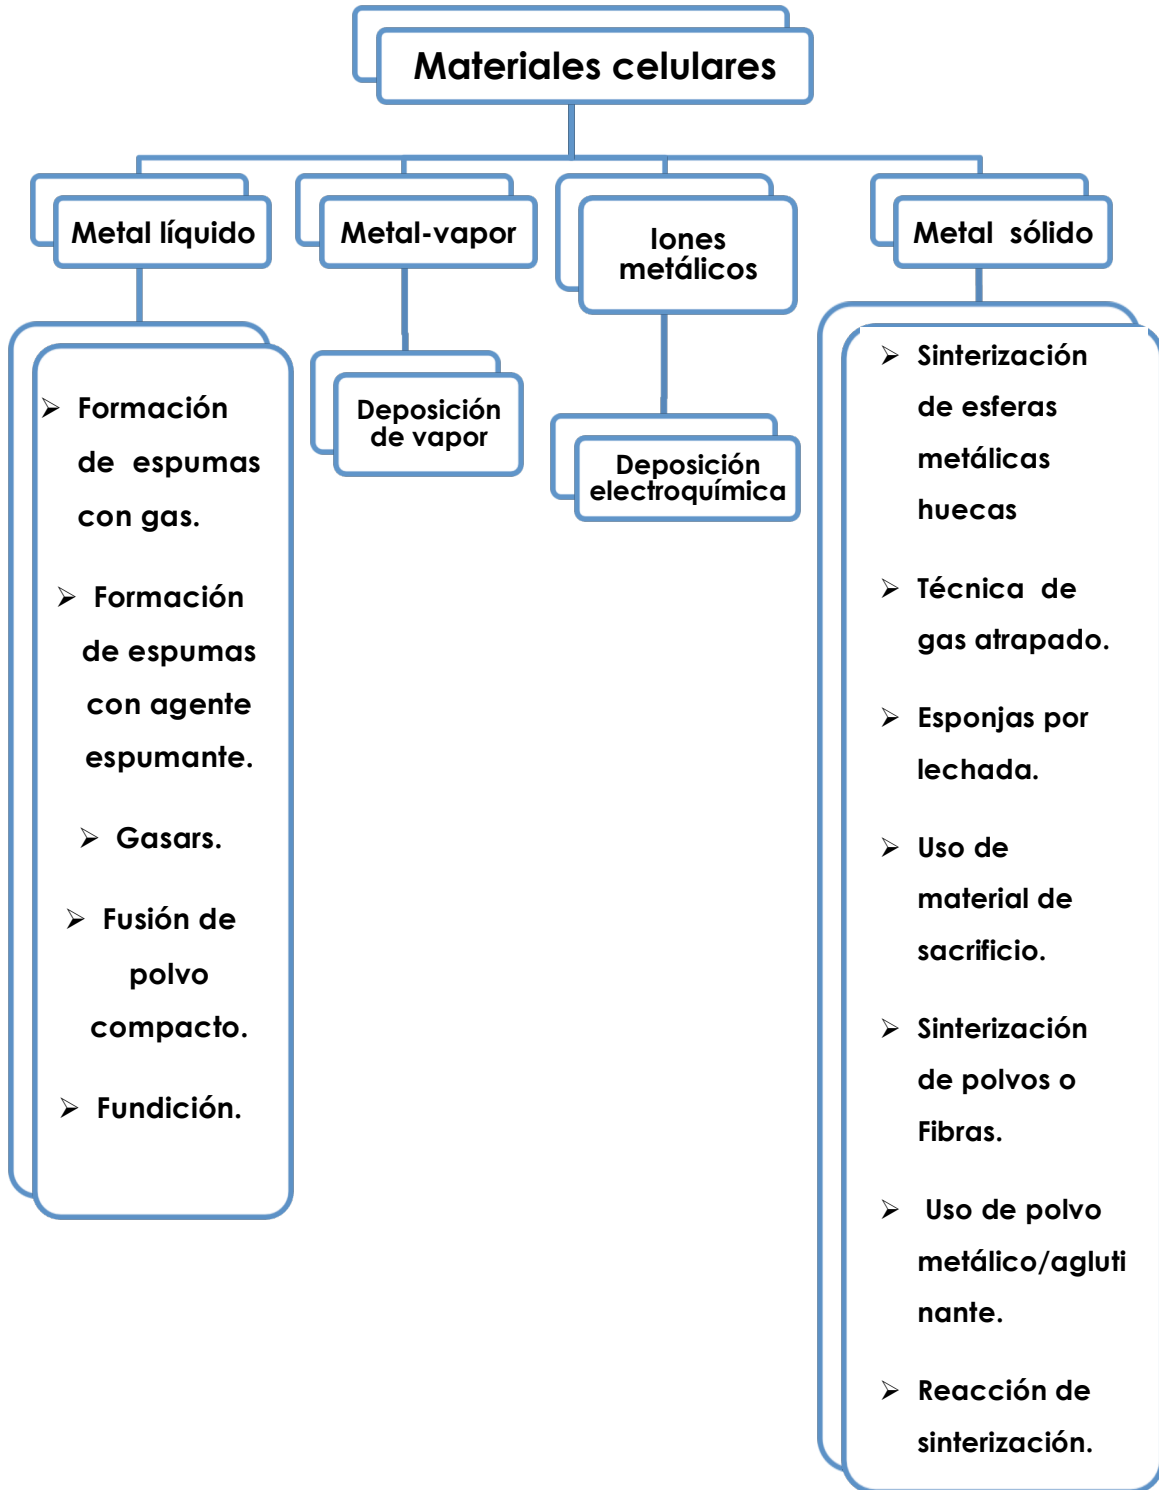 Materiales celulares
Metal líquido
Metal-vapor
Iones
metálicos
Metal sólido
➢ Formación
de espumas
con gas.
➢ Formación
de espumas
con agente
espumante.
➢ Gasars.
➢ Fusión de
polvo
compacto.
➢ Fundición.
Deposición
de vapor
Deposición
electroquímica
➢ Sinterización
de esferas
metálicas
huecas
➢ Técnica de
gas atrapado.
➢ Esponjas por
lechada.
➢ Uso de
material de
sacrificio.
➢ Sinterización
de polvos o
Fibras.
➢ Uso de polvo
metálico/agluti
nante.
➢ Reacción de
sinterización.